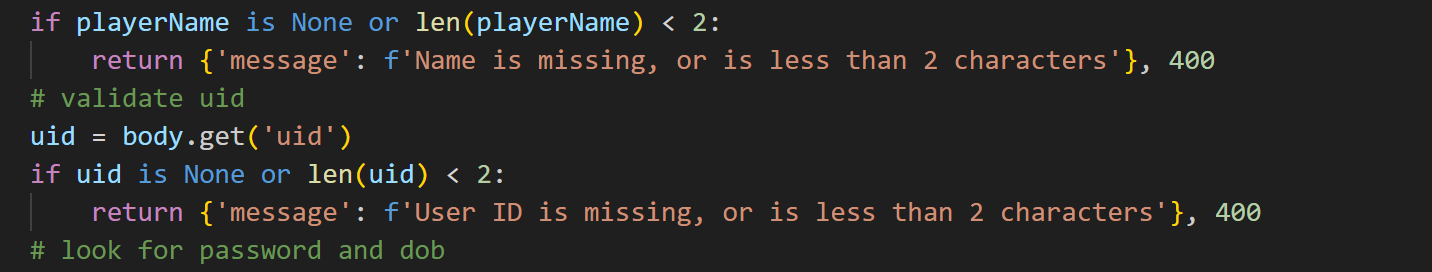 if playerName is None or len(playerName) < 2:
    return {'message': f'Name is missing, or is less than 2 characters'}, 400
# validate uid
uid = body.get('uid')
if uid is None or len(uid) < 2:
    return {'message': f'User ID is missing, or is less than 2 characters'}, 400
# look for password and dob